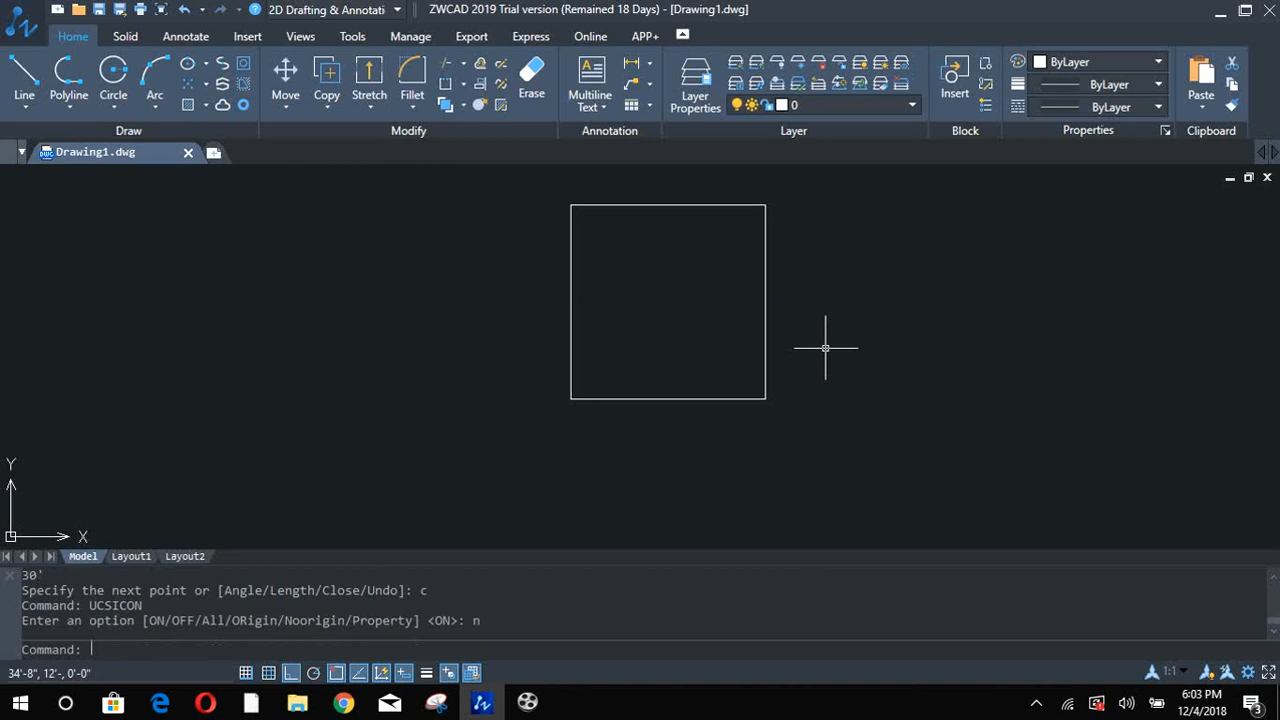 2D Drafting & Annotati
ZWCAD 2019 Trial version (Remained 18 Days) - [Drawing1.dwg]
Home Solid Annotate Insert Views Tools Manage Export Express Online APP+
Line Polyline Circle Arc Move Copy Stretch Fillet Erase Multiline Text Layer Properties Insert Paste
0
ByLayer
ByLayer
ByLayer
Draw Modify Annotation Layer Block Properties Clipboard
Drawing1.dwg
Y
X
Model Layout1 Layout2
30'
Specify the next point or [Angle/Length/Close/Undo]: c
Command: UCSICON
Enter an option [ON/OFF/All/ORigin/Noorigin/Property] <ON>: n
Command:
34'-8", 12'-, 0'-0"
1:1
6:03 PM
12/4/2018
3